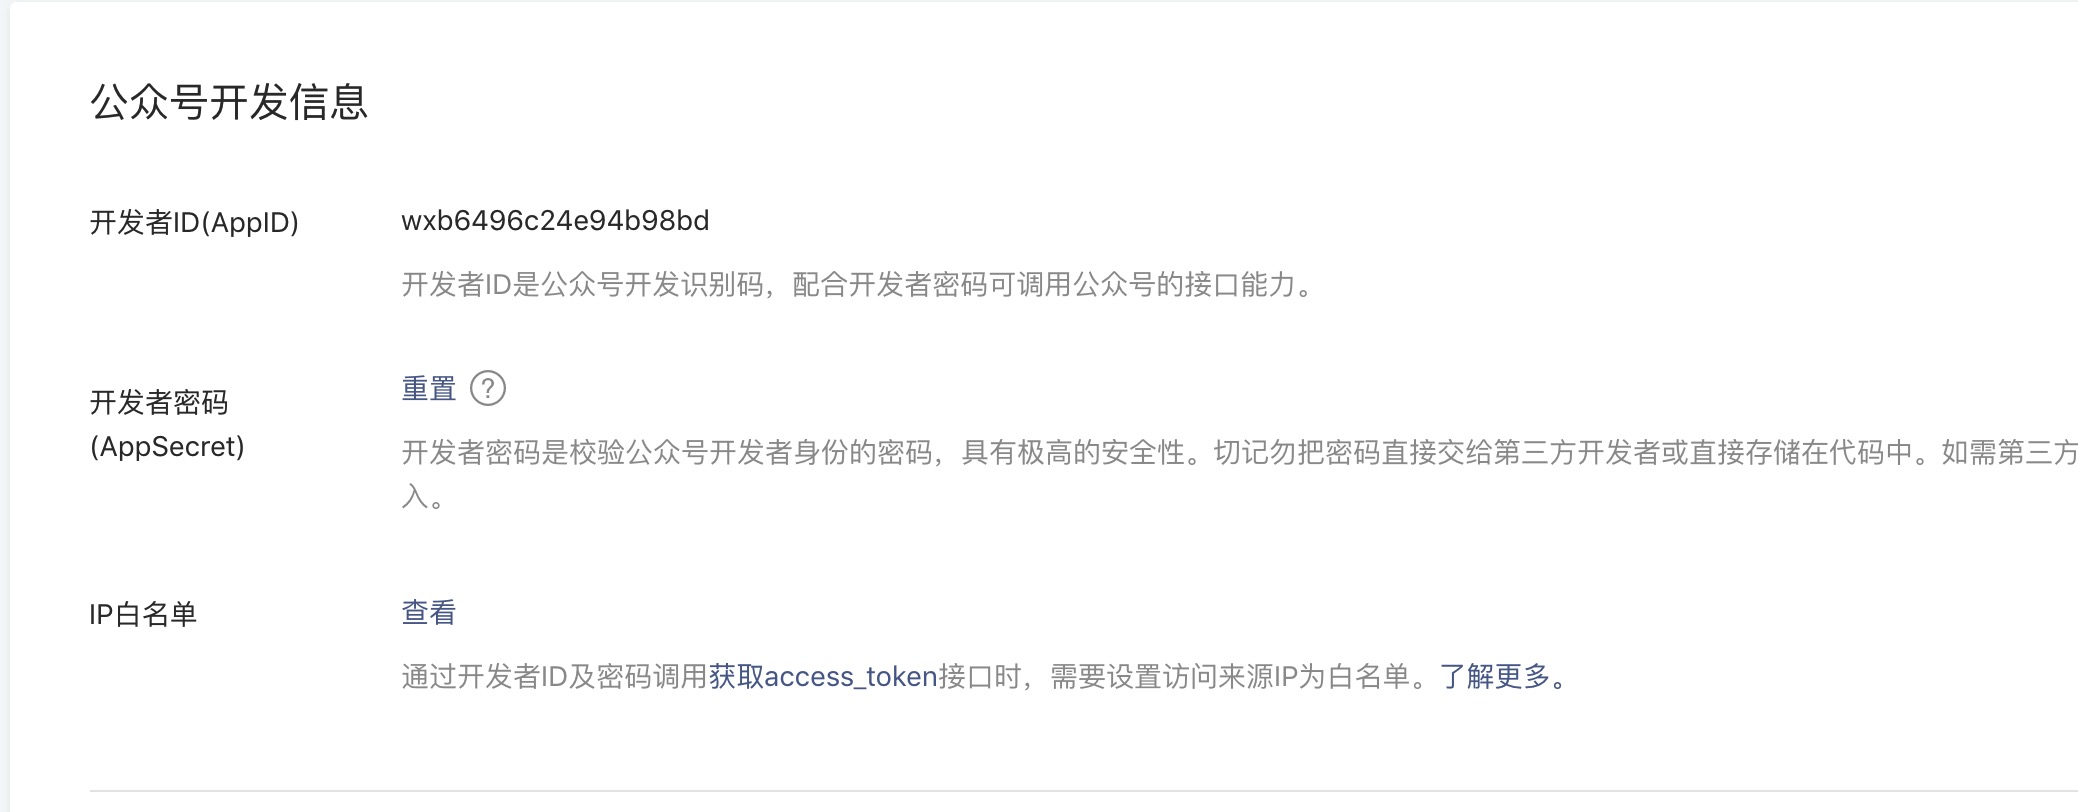 公众号开发信息
开发者ID(AppID)
wxb6496c24e94b98bd
开发者ID是公众号开发识别码，配合开发者密码可调用公众号的接口能力。
开发者密码
(AppSecret)
重置 ?
开发者密码是校验公众号开发者身份的密码，具有极高的安全性。切记勿把密码直接交给第三方开发者或直接存储在代码中。如需第三方
入。
IP白名单
查看
通过开发者ID及密码调用获取access_token接口时，需要设置访问来源IP为白名单。了解更多。